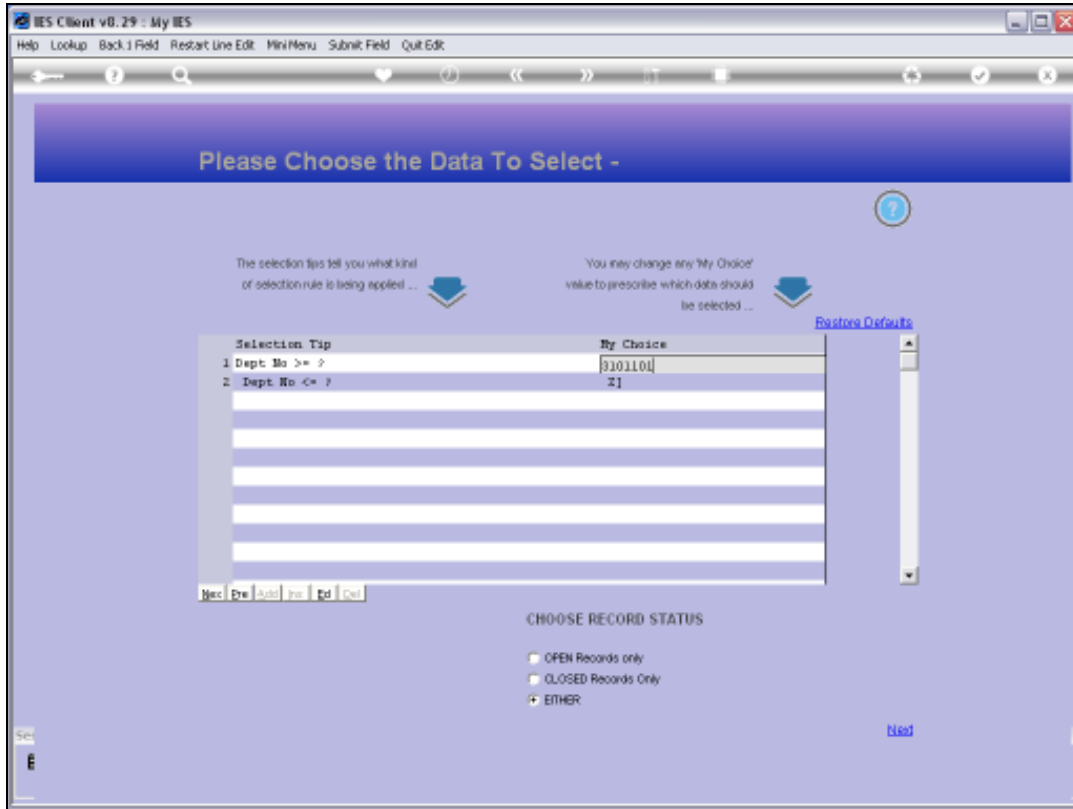 IES Client v8.29 : My IES
Help Lookup Back 1 Field Restart Line Edit MiniMenu Submit Field Quit Edit
Please Choose the Data To Select -
The selection tips tell you what kind
of selection rule is being applied ...
You may change any 'My Choice'
value to prescribe which data should
be selected ...
Restore Defaults
Selection Tip My Choice
1 Dept No >= ? 3101101
2 Dept No <= ? Z]
Nex Pre Add Ins Ed Del
CHOOSE RECORD STATUS
OPEN Records only
CLOSED Records Only
EITHER
Next